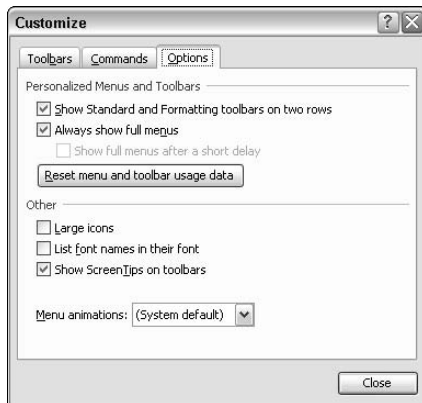 Customize
Toolbars Commands Options
Personalized Menus and Toolbars
Show Standard and Formatting toolbars on two rows
Always show full menus
Show full menus after a short delay
Reset menu and toolbar usage data
Other
Large icons
List font names in their font
Show ScreenTips on toolbars
Menu animations: (System default)
Close